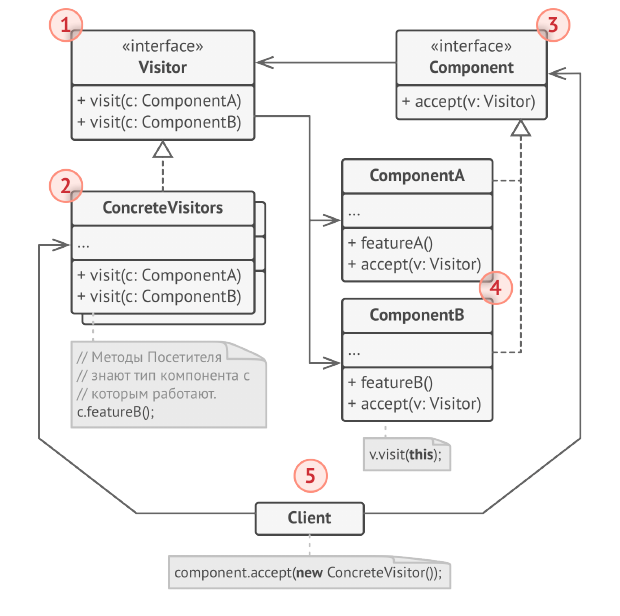 1
«interface»
Visitor
+ visit(c: ComponentA)
+ visit(c: ComponentB)
3
«interface»
Component
+ accept(v: Visitor)
2
ConcreteVisitors
...
+ visit(c: ComponentA)
+ visit(c: ComponentB)
// Методы Посетителя
// знают тип компонента с
// которым работают.
c.featureB();
ComponentA
...
+ featureA()
+ accept(v: Visitor)
4
ComponentB
...
+ featureB()
+ accept(v: Visitor)
v.visit(this);
5
Client
component.accept(new ConcreteVisitor());